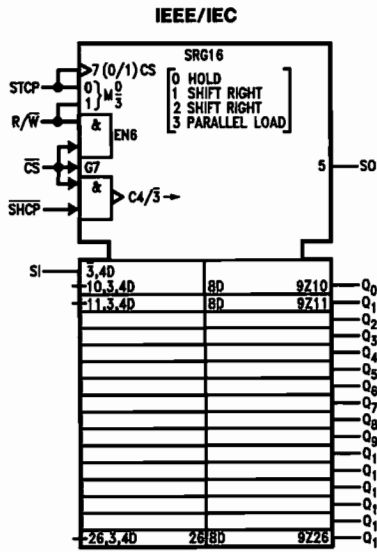 IEEE/IEC
SRG16
7 (0/1) CS
STCP
0
1
}
M
0
3
0 HOLD
1 SHIFT RIGHT
2 SHIFT RIGHT
3 PARALLEL LOAD
R/W̅
&
EN6
C̅S̅
G7
5
SO
&
C4/3̅
S̅H̅C̅P̅
SI
3̅,4D
10,3,4D 8D 9Z10 Q0
11,3,4D 8D 9Z11 Q1
Q2
Q3
Q4
Q5
Q6
Q7
Q8
Q9
Q1
Q1
Q1
Q1
Q1
26,3,4D 26 8D 9Z26 Q1